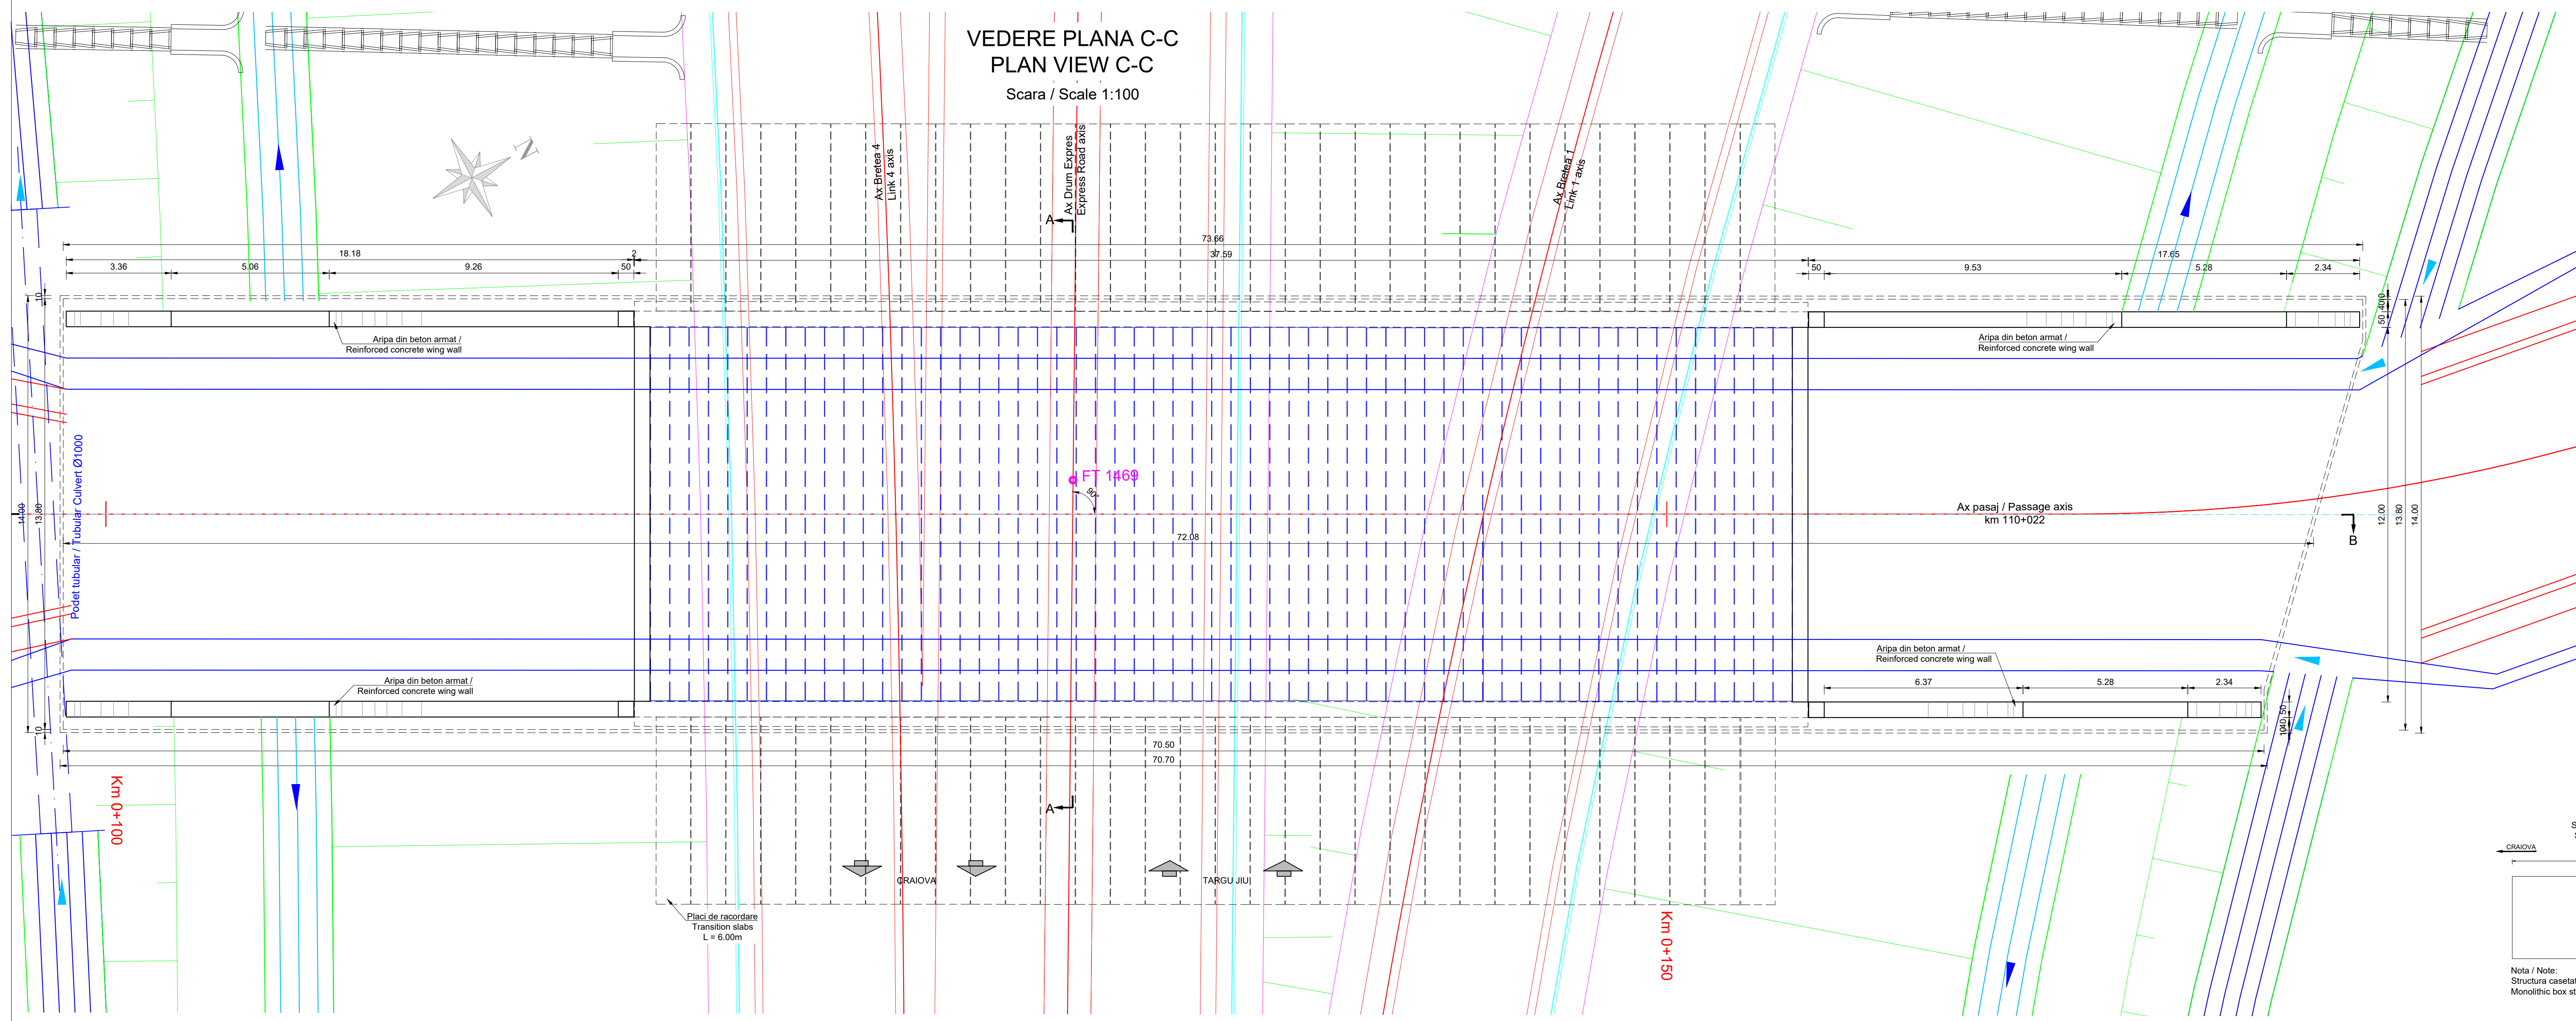 VEDERE PLANA C-C
PLAN VIEW C-C
Scara / Scale 1:100
N
Ax Bretea 4
Link 4 axis
Ax Drum Expres
Express Road axis
Ax Bretea 1
Link 1 axis
A
73.66
18.18
2
37.59
17.65
3.36
5.06
9.26
50
50
9.53
5.28
2.34
10
10
40
50
Aripa din beton armat /
Reinforced concrete wing wall
Aripa din beton armat /
Reinforced concrete wing wall
Podet tubular / Tubular Culvert Ø1000
14.00
13.80
FT 1469
90°
Ax pasaj / Passage axis
km 110+022
12.00
13.80
14.00
72.08
B
Aripa din beton armat /
Reinforced concrete wing wall
Aripa din beton armat /
Reinforced concrete wing wall
6.37
5.28
2.34
50
40
10
10
70.50
70.70
Km 0+100
A
CRAIOVA
TARGU JIU
Placi de racordare
Transition slabs
L = 6.00m
Km 0+150
CRAIOVA
Nota / Note:
Monolithic box